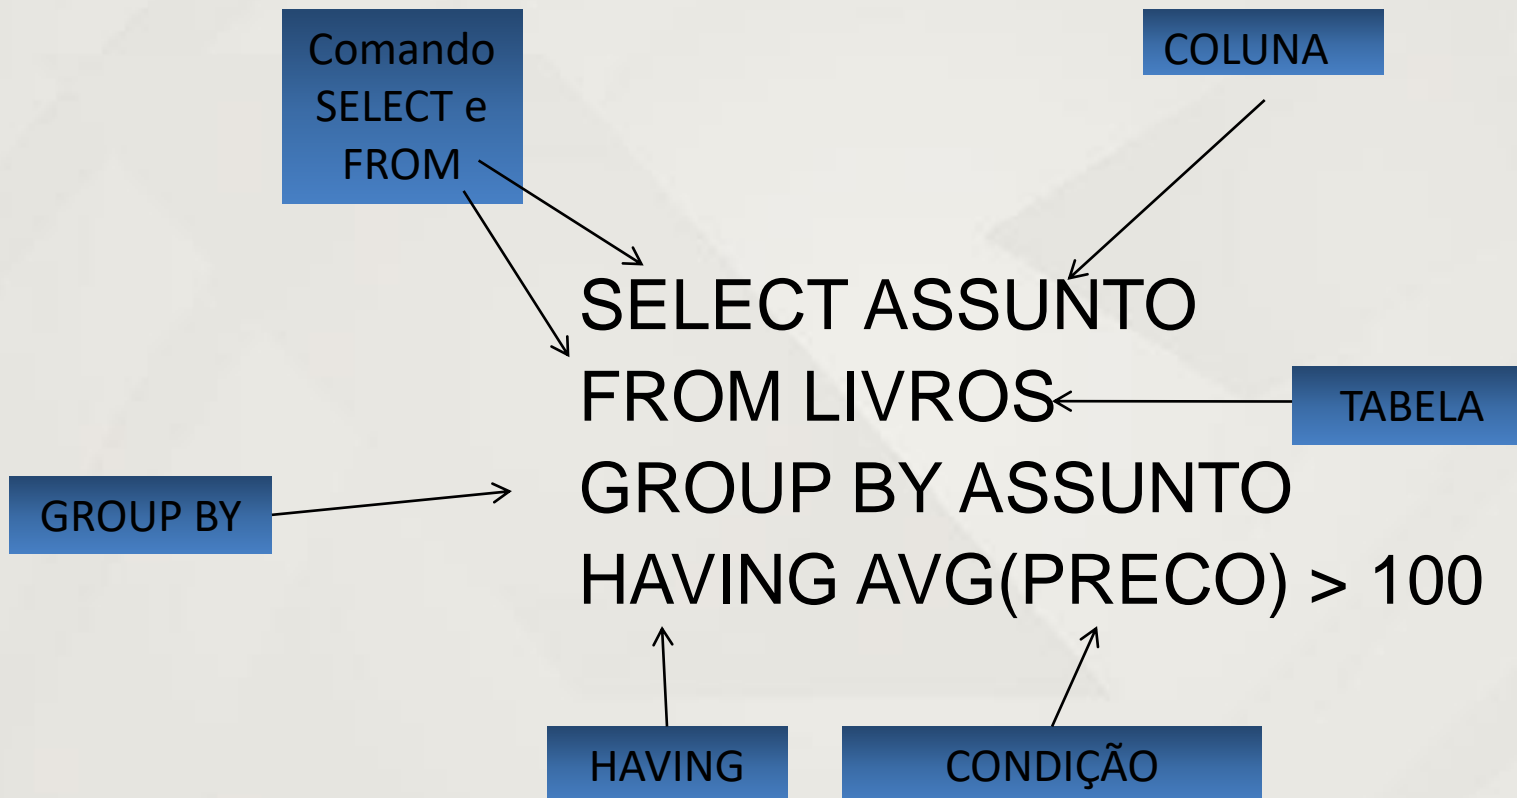 Comando
SELECT e
FROM
COLUNA
SELECT ASSUNTO
FROM LIVROS
TABELA
GROUP BY ASSUNTO
GROUP BY
HAVING AVG(PRECO) > 100
HAVING
CONDIÇÃO